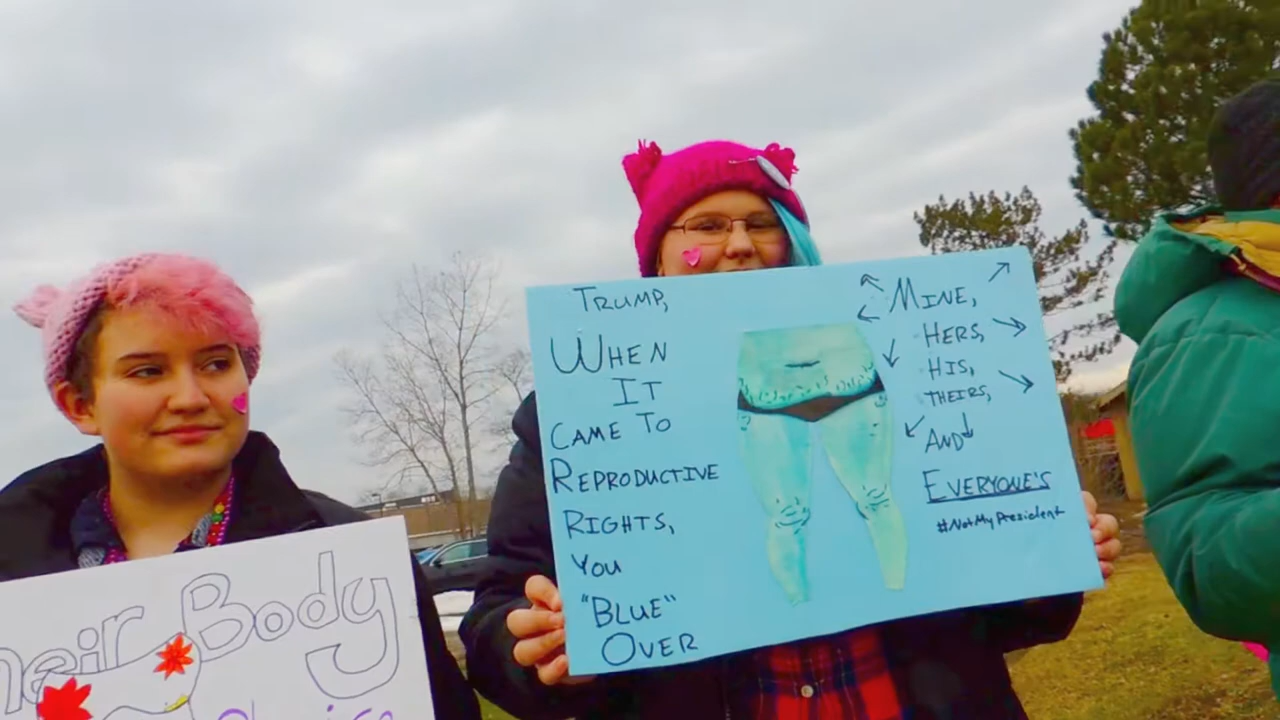 TRUMP,
WHEN
IT
CAME TO
REPRODUCTIVE
RIGHTS,
YOU
"BLUE"
OVER
MINE,
HERS,
HIS,
THEIRS,
AND
EVERYONE'S
#NotMyPresident
Body